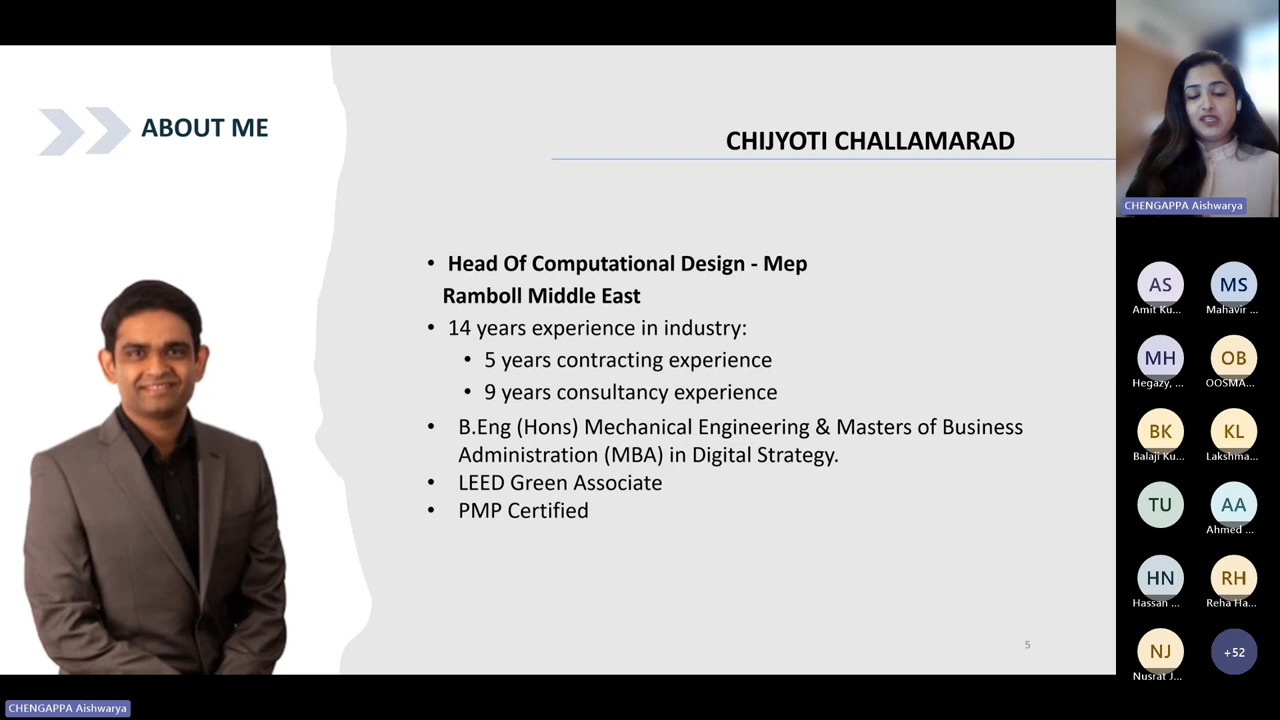 ABOUT ME
CHIJYOTI CHALLAMARAD
• Head Of Computational Design - Mep
Ramboll Middle East
• 14 years experience in industry:
• 5 years contracting experience
• 9 years consultancy experience
• B.Eng (Hons) Mechanical Engineering & Masters of Business
Administration (MBA) in Digital Strategy.
• LEED Green Associate
• PMP Certified
5
CHENGAPPA Aishwarya
AS
MS
Amit Ku...
Mahavir ...
MH
OB
Hegazy, ...
OOSMA...
BK
KL
Balaji Ku...
Lakshma...
TU
AA
Ahmed ...
HN
RH
Hassan ...
Reha Ha...
NJ
+52
Nusrat J...
CHENGAPPA Aishwarya